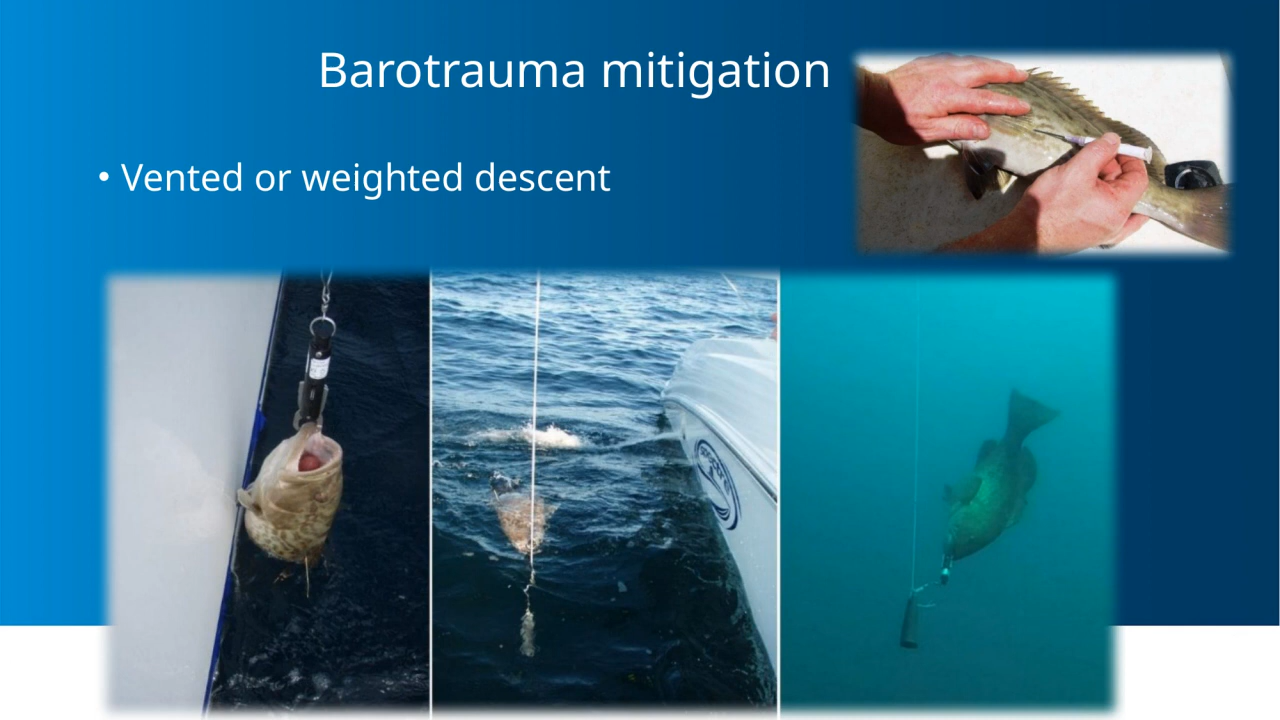 Barotrauma mitigation
• Vented or weighted descent